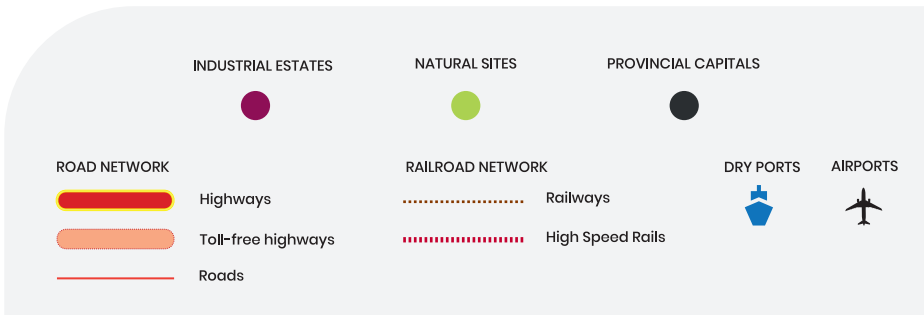 INDUSTRIAL ESTATES
NATURAL SITES
PROVINCIAL CAPITALS
ROAD NETWORK
Highways
Toll-free highways
Roads
RAILROAD NETWORK
Railways
High Speed Rails
DRY PORTS
AIRPORTS